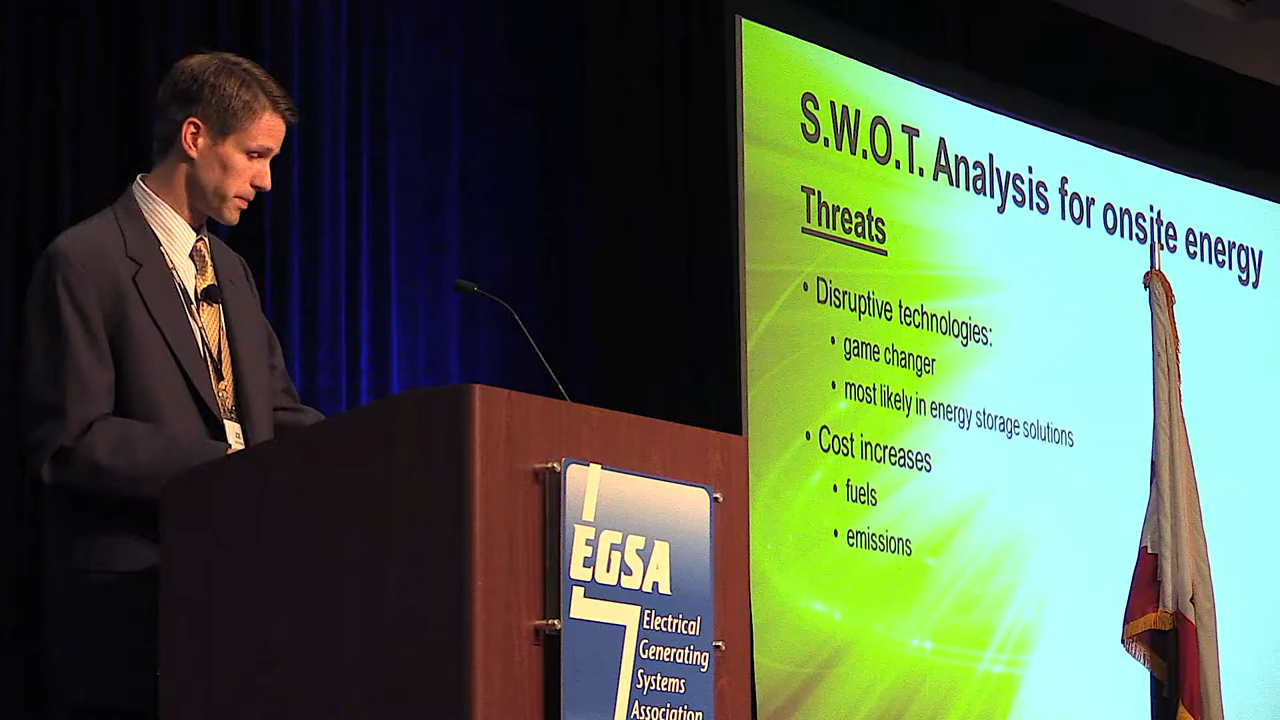 S.W.O.T. Analysis for onsite energy
Threats
• Disruptive technologies:
• game changer
• most likely in energy storage solutions
• Cost increases
• fuels
• emissions
EGSA
Electrical
Generating
Systems
Association